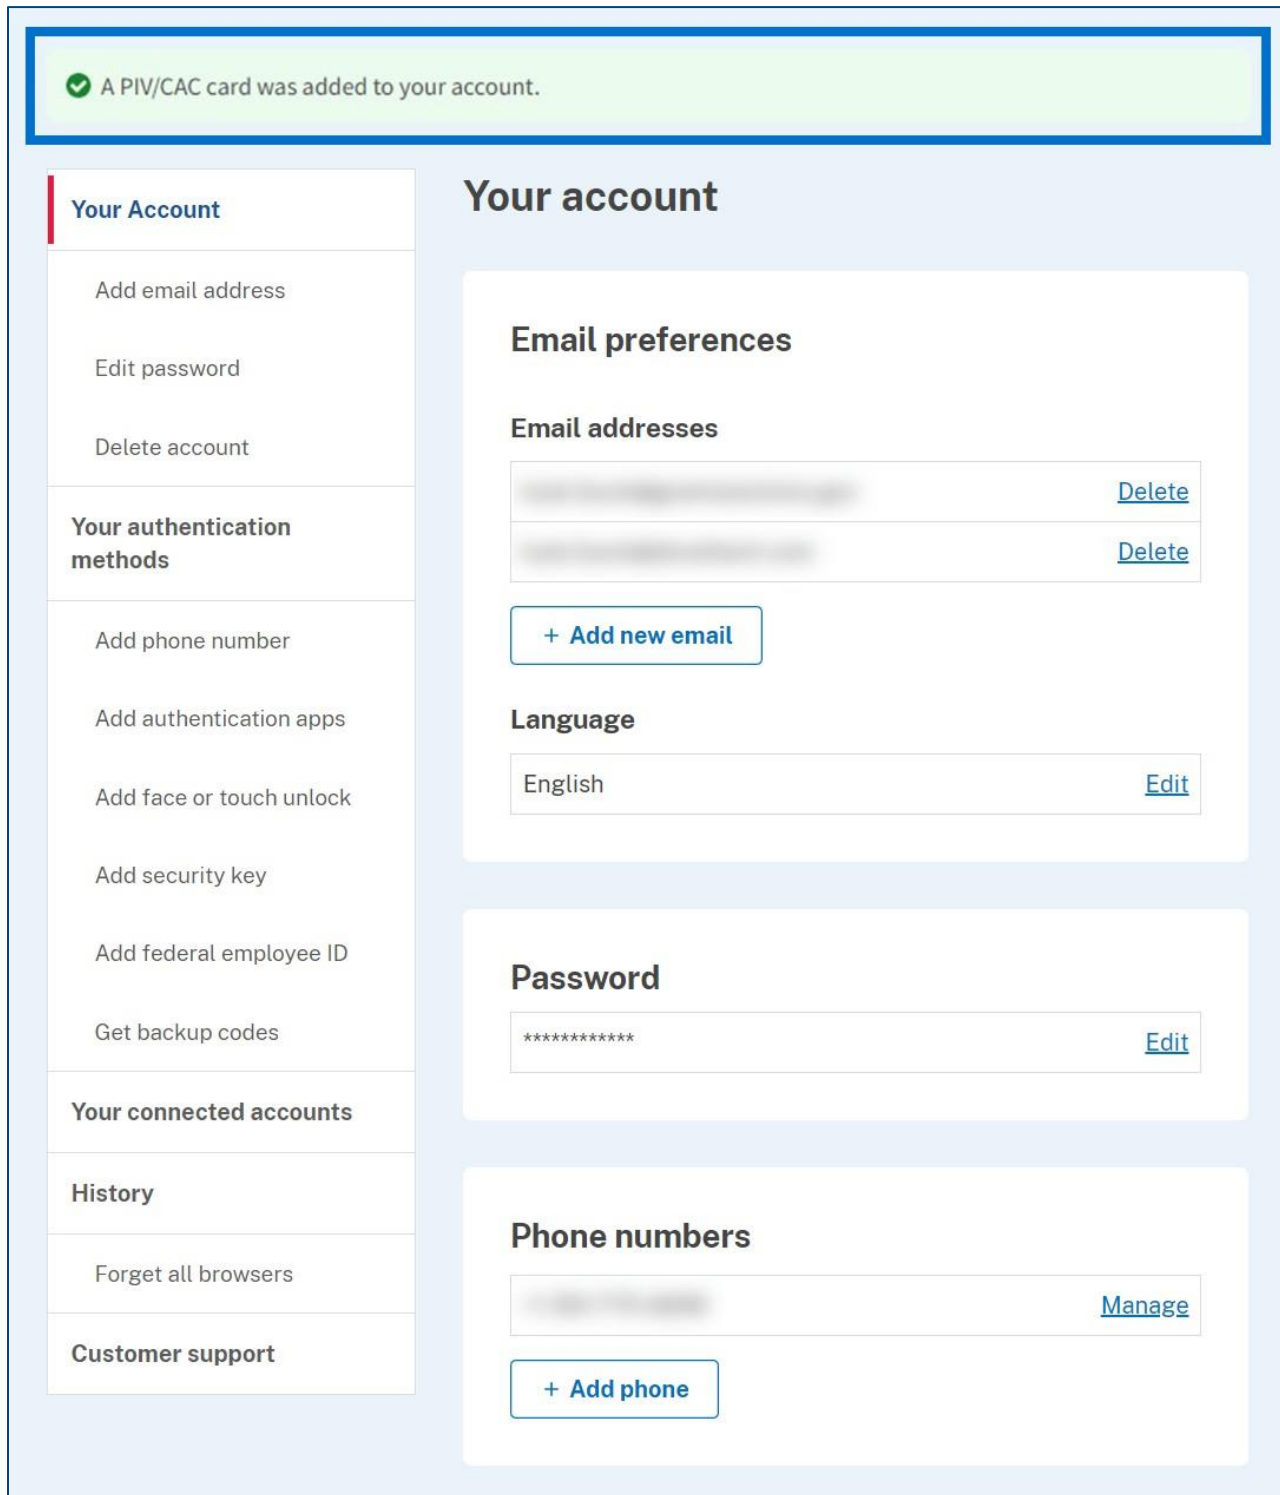 A PIV/CAC card was added to your account.
Your Account
Add email address
Edit password
Delete account
Your authentication
methods
Add phone number
Add authentication apps
Add face or touch unlock
Add security key
Add federal employee ID
Get backup codes
Your connected accounts
History
Forget all browsers
Customer support
Your account
Email preferences
Email addresses
Delete
Delete
+ Add new email
Language
English Edit
Password
************ Edit
Phone numbers
Manage
+ Add phone